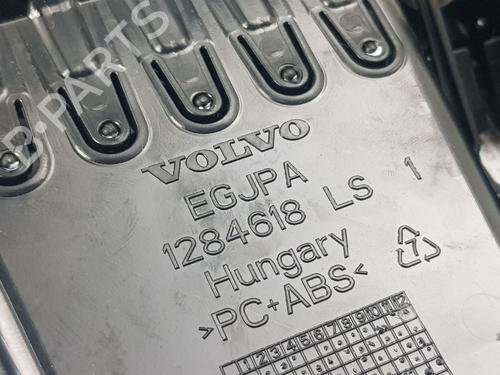 B-PARTS
VOLVO
EGJPA
1284618 LS 1
Hungary
>PC+ABS< 7
1 2 3 4 5 6 7 8 9 10 11 12